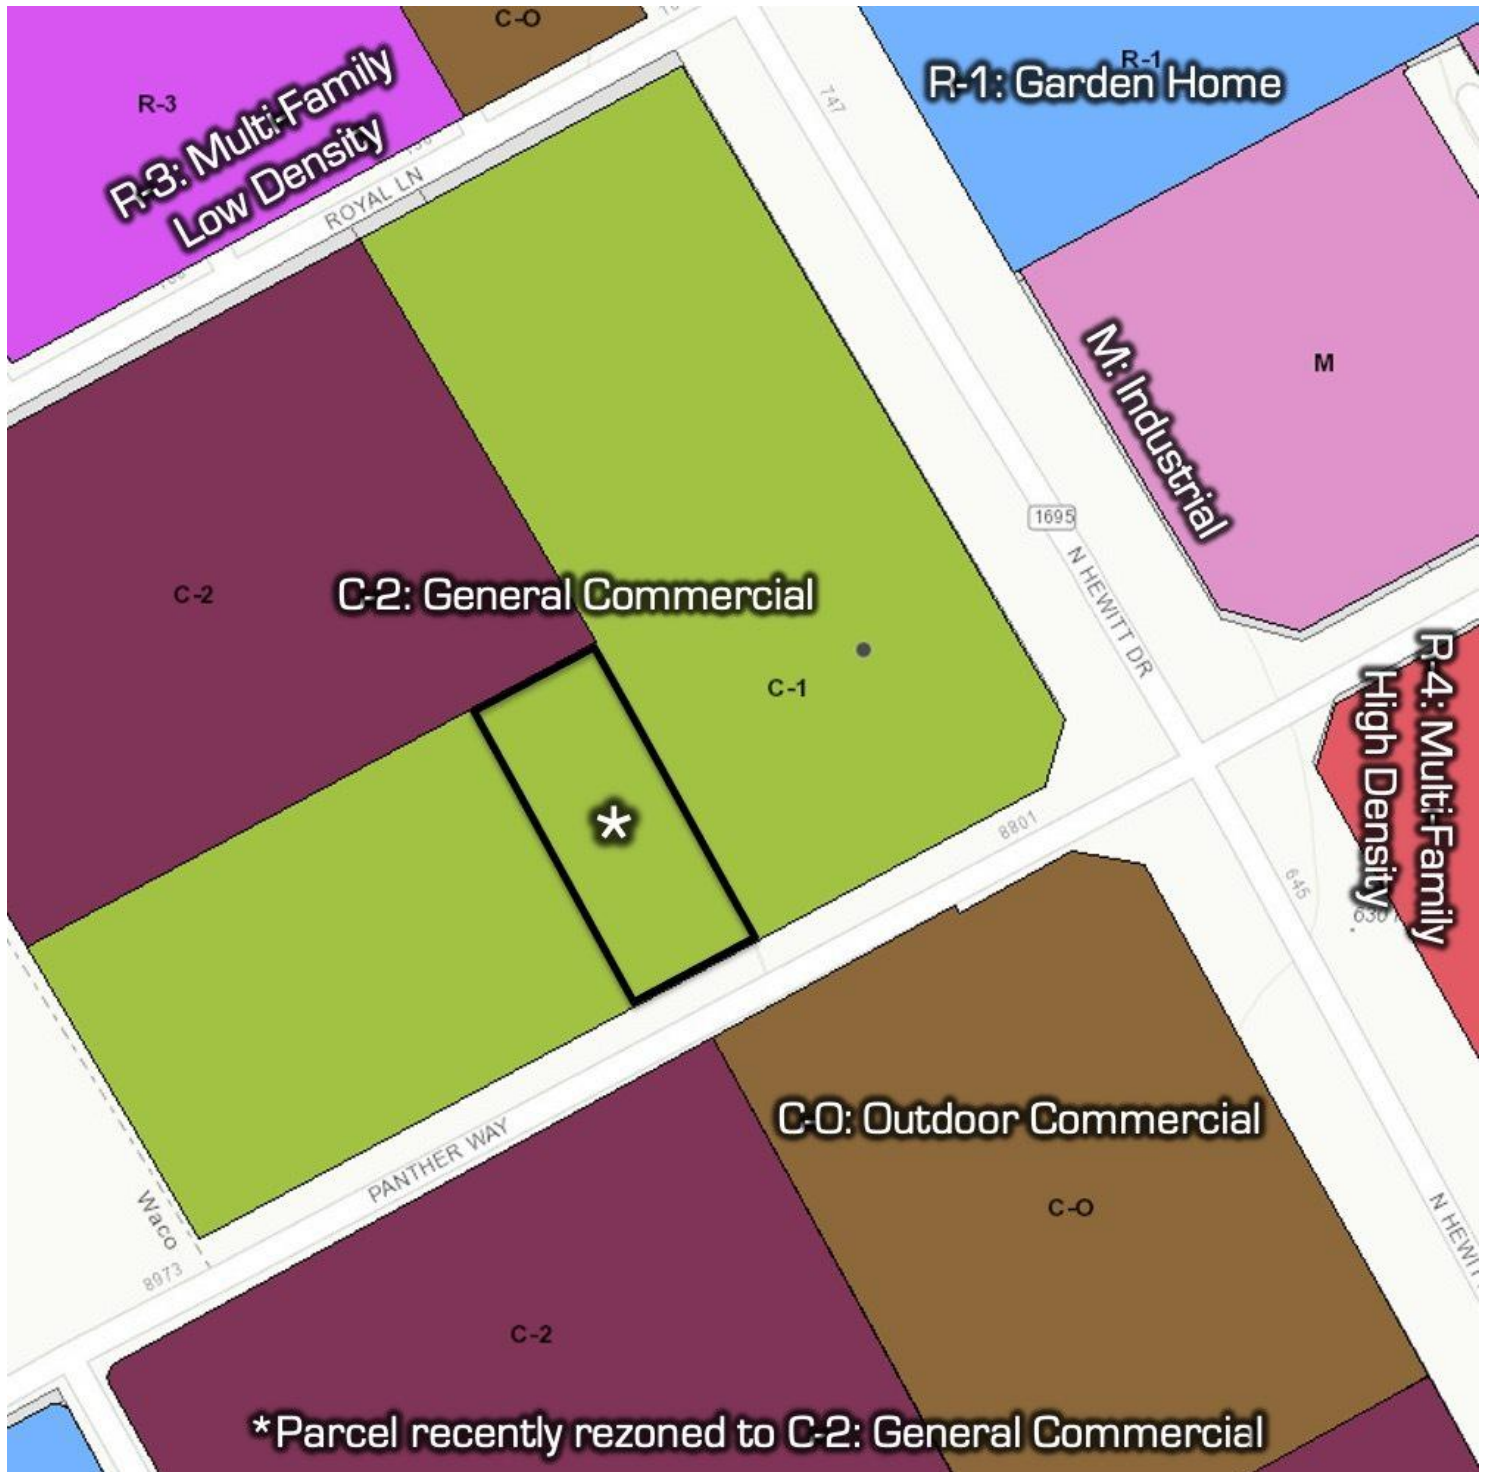 C-O
R-3
R-3: Multi-Family
Low Density
ROYAL LN
747
R-1
R-1: Garden Home
M
M: Industrial
1695
N HEWITT DR
C-2
C-2: General Commercial
C-1
*
8801
R-4: Multi-Family
High Density
645
C-O: Outdoor Commercial
C-O
PANTHER WAY
Waco
8973
N HEWIT
C-2
*Parcel recently rezoned to C-2: General Commercial